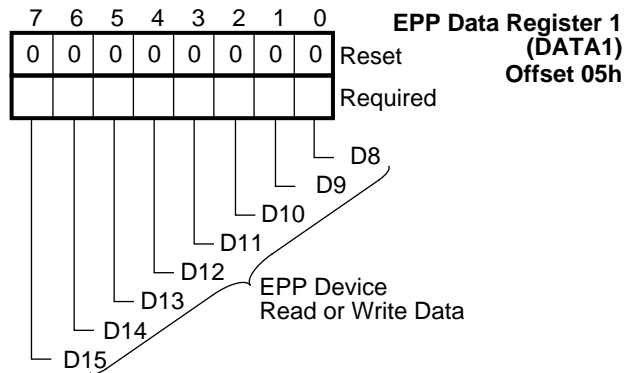 7 6 5 4 3 2 1 0
EPP Data Register 1
(DATA1)
Offset 05h
0 0 0 0 0 0 0 0 Reset
Required
D8
D9
D10
D11
D12
D13
D14
D15
EPP Device
Read or Write Data